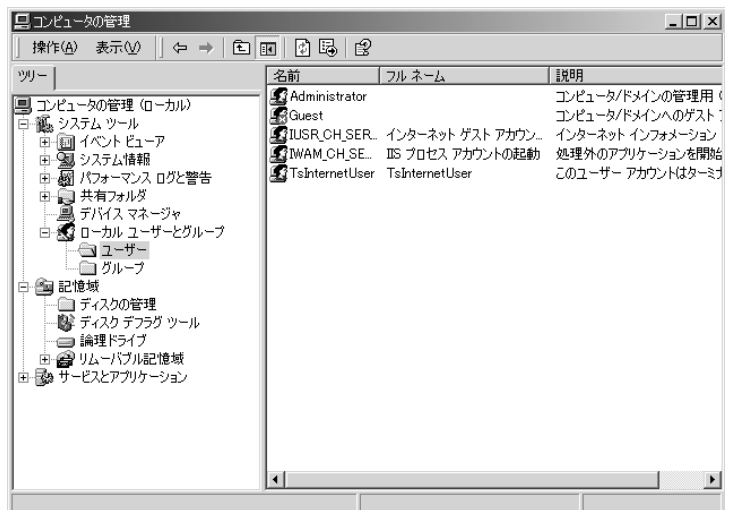 コンピュータの管理
操作(A) 表示(V)
ツリー
コンピュータの管理 (ローカル)
システム ツール
イベント ビューア
システム情報
パフォーマンス ログと警告
共有フォルダ
デバイス マネージャ
ローカル ユーザーとグループ
ユーザー
グループ
記憶域
ディスクの管理
ディスク デフラグ ツール
論理ドライブ
リムーバブル記憶域
サービスとアプリケーション
名前 フル ネーム 説明
Administrator コンピュータ/ドメインの管理用 (
Guest コンピュータ/ドメインへのゲスト
IUSR_CH_SER... インターネット ゲスト アカウン... インターネット インフォメーション
IWAM_CH_SE... IIS プロセス アカウントの起動 処理外のアプリケーションを開始
TsInternetUser TsInternetUser このユーザー アカウントはターミナ